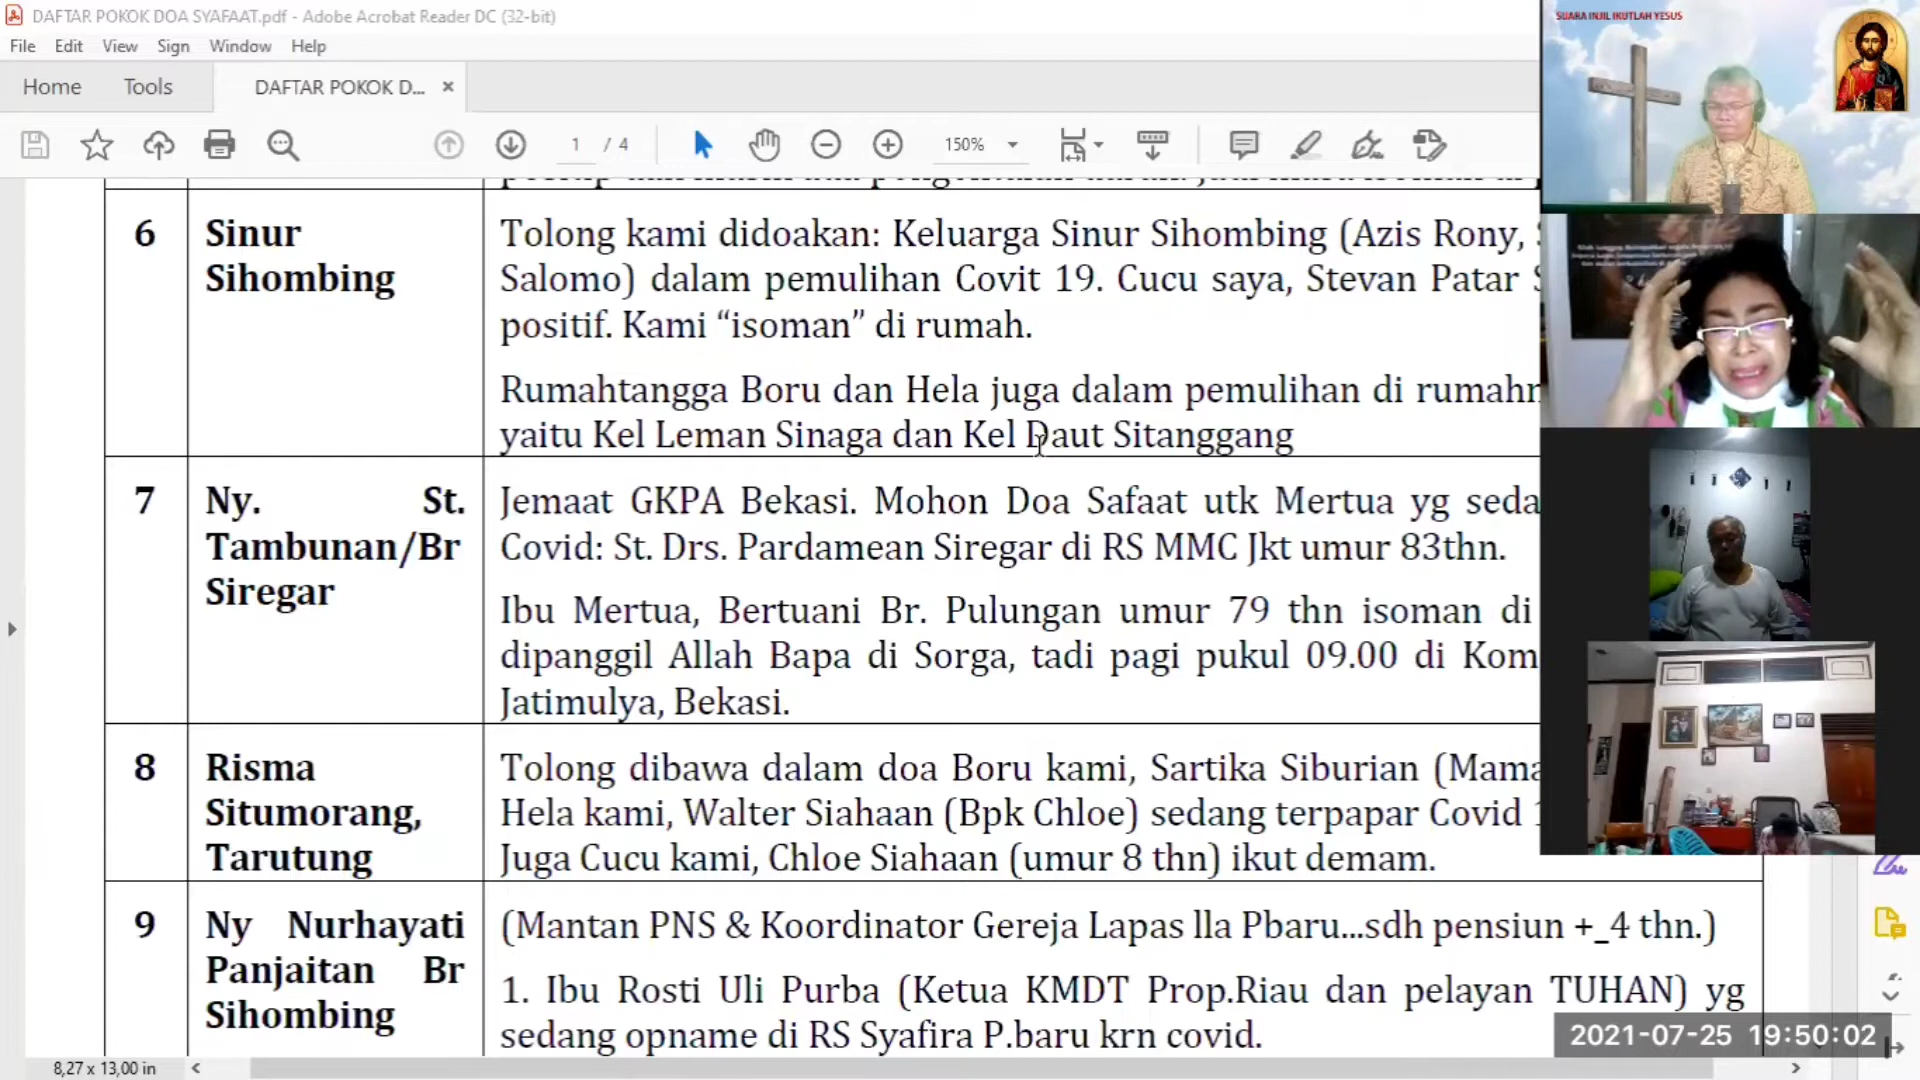 DAFTAR POKOK DOA SYAFAAT.pdf - Adobe Acrobat Reader DC (32-bit)
File Edit View Sign Window Help
Home Tools DAFTAR POKOK D... ×
1 / 4 150%
6 Sinur Sihombing
Tolong kami didoakan: Keluarga Sinur Sihombing (Azis Rony,
Salomo) dalam pemulihan Covit 19. Cucu saya, Stevan Patar
positif. Kami “isoman” di rumah.
Rumahtangga Boru dan Hela juga dalam pemulihan di
yaitu Kel Leman Sinaga dan Kel Daut Sitanggang
7 Ny. St. Tambunan/Br Siregar
Jemaat GKPA Bekasi. Mohon Doa Safaat utk Mertua yg
Covid: St. Drs. Pardamean Siregar di RS MMC Jkt umur 83thn.
Ibu Mertua, Bertuani Br. Pulungan umur 79 thn isoman di
dipanggil Allah Bapa di Sorga, tadi pagi pukul 09.00 di
Jatimulya, Bekasi.
8 Risma Situmorang, Tarutung
Tolong dibawa dalam doa Boru kami, Sartika Siburian (Mama
Hela kami, Walter Siahaan (Bpk Chloe) sedang terpapar Covid
Juga Cucu kami, Chloe Siahaan (umur 8 thn) ikut demam.
9 Ny Nurhayati Panjaitan Br Sihombing
(Mantan PNS & Koordinator Gereja Lapas lla Pbaru...sdh pensiun +_4 thn.)
1. Ibu Rosti Uli Purba (Ketua KMDT Prop.Riau dan pelayan TUHAN) yg
sedang opname di RS Syafira P.baru krn covid.
8,27 x 13,00 in
SUARA INJIL IKUTLAH YESUS
2021-07-25 19:50:02